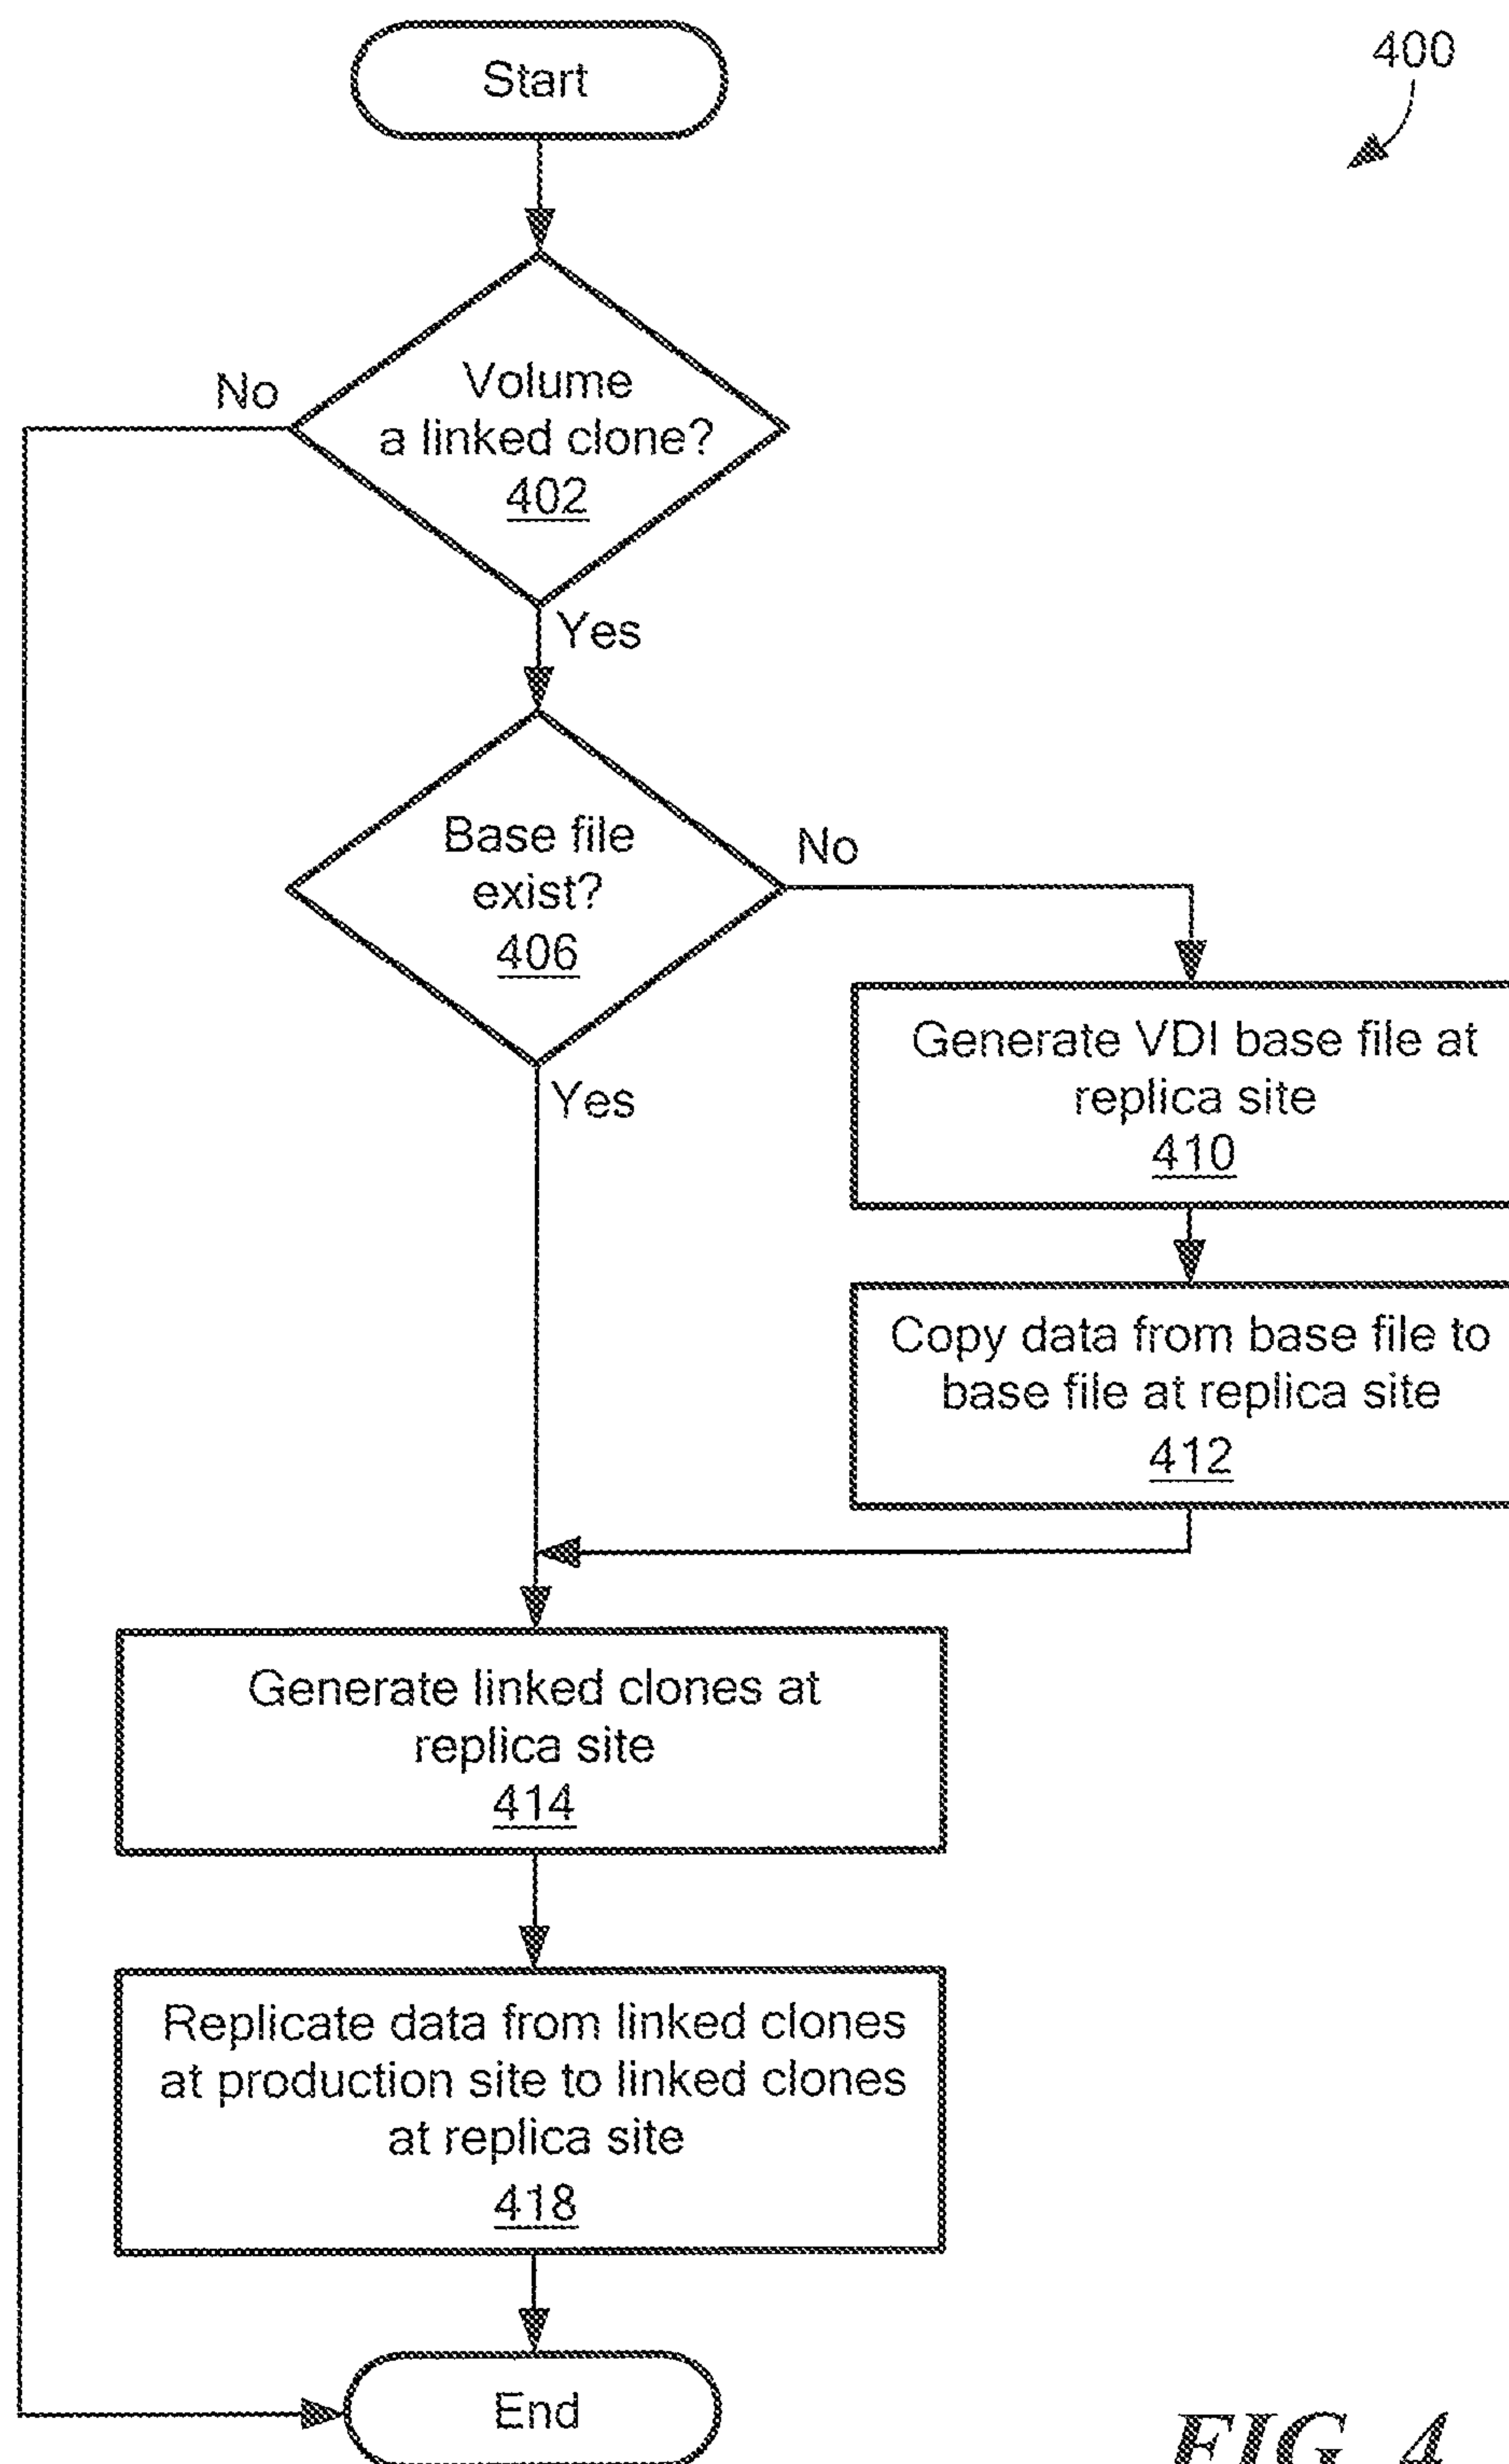 Start
400
Volume
a linked clone?
402
No
Yes
Base file
exist?
406
No
Yes
Generate VDI base file at
replica site
410
Copy data from base file to
base file at replica site
412
Generate linked clones at
replica site
414
Replicate data from linked clones
at production site to linked clones
at replica site
418
End
FIG. 4